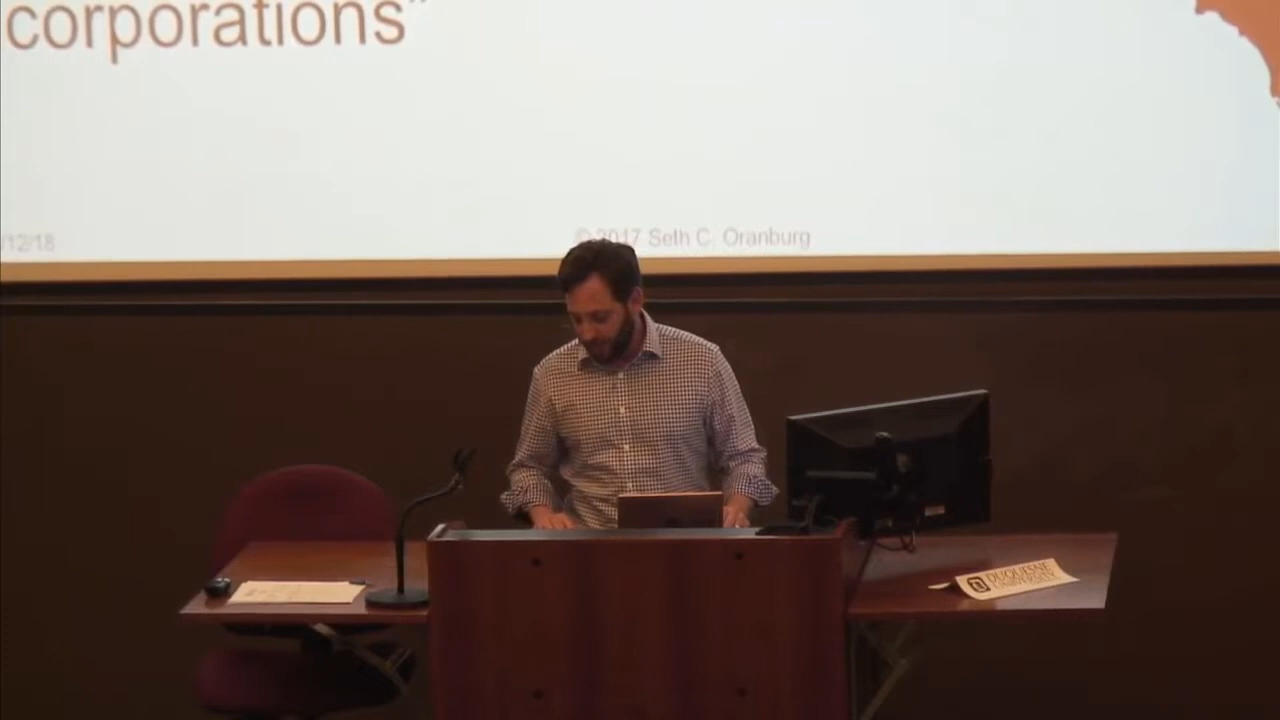 corporations”
/12/18
© 2017 Seth C. Oranburg
DUQUESNE
UNIVERSITY